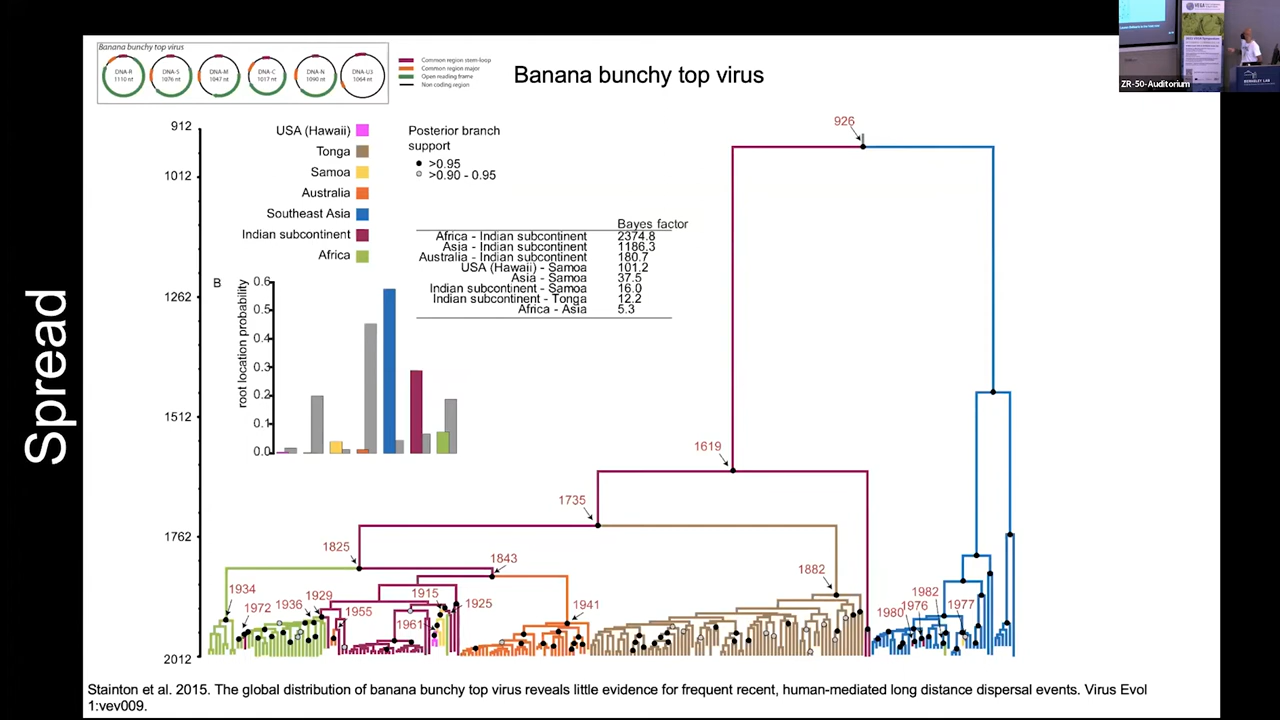 Banana bunchy top virus
DNA-R
1110 nt
DNA-S
1076 nt
DNA-M
1047 nt
DNA-C
1017 nt
DNA-N
1090 nt
DNA-U3
1064 nt
Common region stem-loop
Common region major
Open reading frame
Non coding region
Banana bunchy top virus
ZR-50-Auditorium
BERKELEY LAB
Spread
912
1012
1262
1512
1762
2012
USA (Hawaii)
Tonga
Samoa
Australia
Southeast Asia
Indian subcontinent
Africa
Posterior branch
support
>0.95
>0.90 - 0.95
Bayes factor
Africa - Indian subcontinent 2374.8
Asia - Indian subcontinent 1186.3
Australia - Indian subcontinent 180.7
USA (Hawaii) - Samoa 101.2
Asia - Samoa 37.5
Indian subcontinent - Samoa 16.0
Indian subcontinent - Tonga 12.2
Africa - Asia 5.3
B
root location probability
0.6
0.5
0.4
0.3
0.2
0.1
0.0
926
1619
1735
1825
1843
1882
1934
1972
1936
1929
1955
1915
1961
1925
1941
1980
1976
1982
1977
Stainton et al. 2015. The global distribution of banana bunchy top virus reveals little evidence for frequent recent, human-mediated long distance dispersal events. Virus Evol
1:vev009.